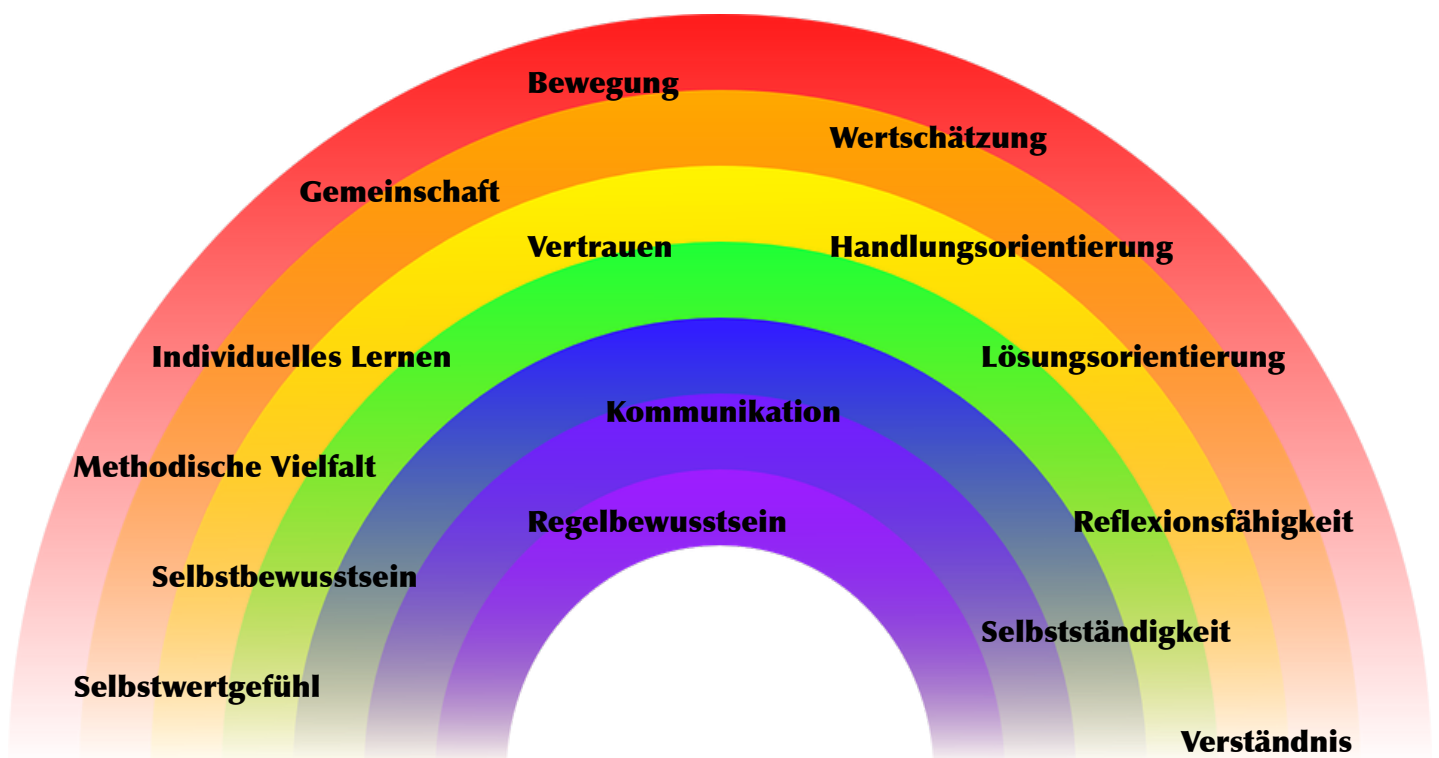 Bewegung
Wertschätzung
Gemeinschaft
Vertrauen
Handlungsorientierung
Individuelles Lernen
Lösungsorientierung
Kommunikation
Methodische Vielfalt
Regelbewusstsein
Reflexionsfähigkeit
Selbstbewusstsein
Selbstständigkeit
Selbstwertgefühl
Verständnis